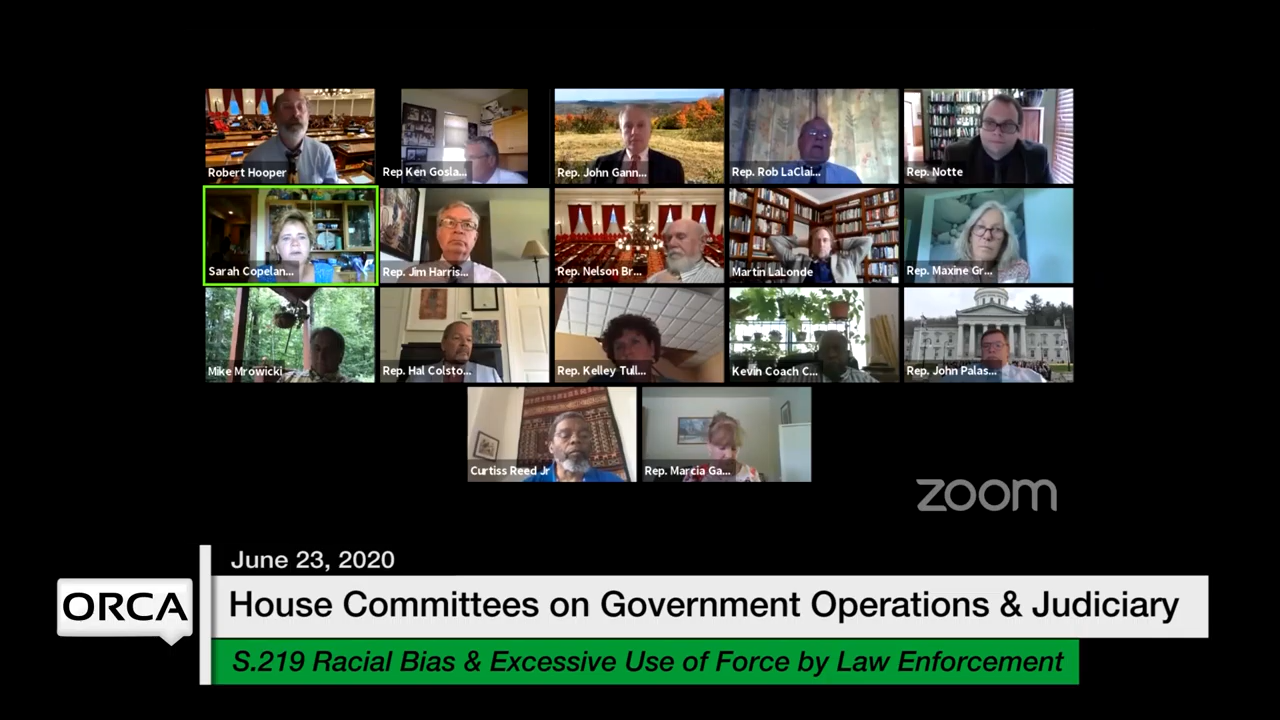 Robert Hooper
Rep Ken Gosla...
Rep. John Gann...
Rep. Rob LaClai...
Rep. Notte
Sarah Copelan...
Rep. Jim Harris...
Rep. Nelson Br...
Martin LaLonde
Rep. Maxine Gr...
Mike Mrowicki
Rep. Hal Colsto...
Rep. Kelley Tull...
Kevin Coach C...
Rep. John Palas...
Curtiss Reed Jr
Rep. Marcia Ga...
zoom
June 23, 2020
ORCA
House Committees on Government Operations & Judiciary
S.219 Racial Bias & Excessive Use of Force by Law Enforcement